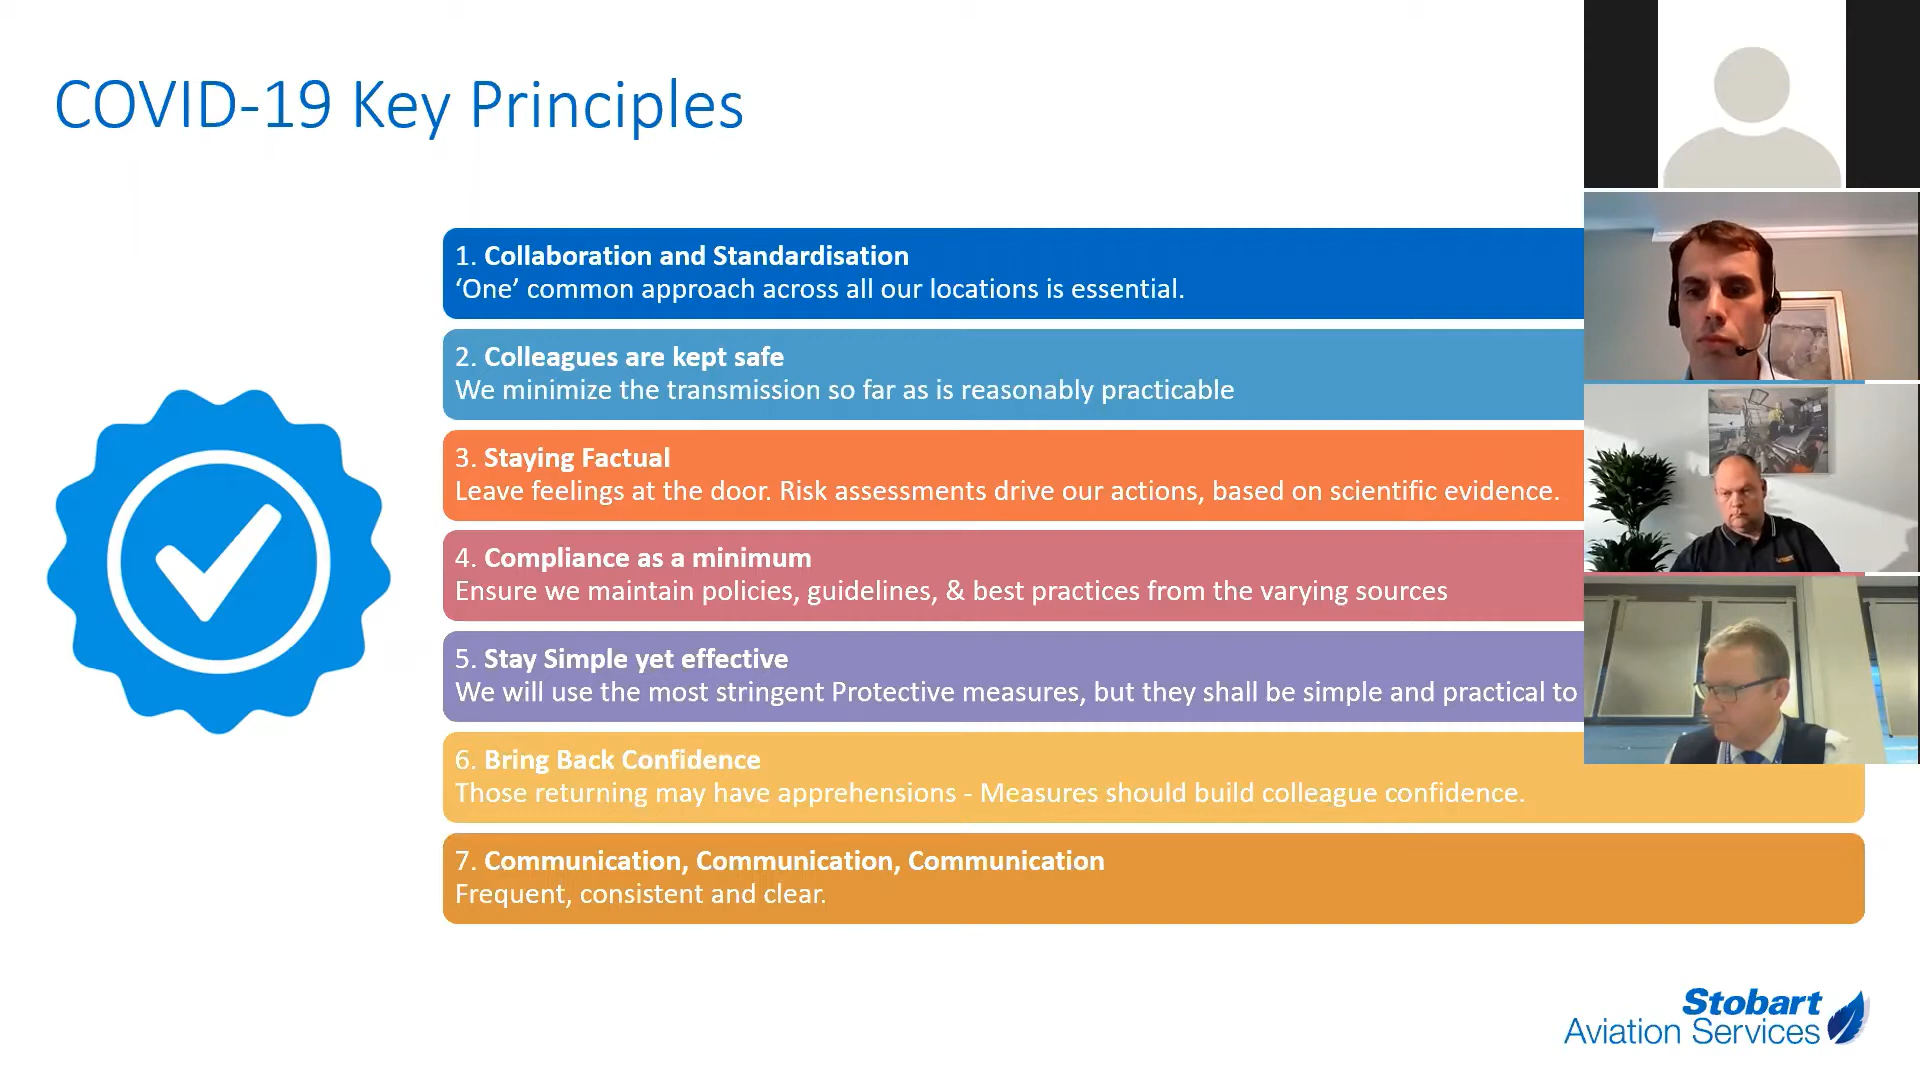 COVID-19 Key Principles
1. Collaboration and Standardisation
‘One’ common approach across all our locations is essential.
2. Colleagues are kept safe
We minimize the transmission so far as is reasonably practicable
3. Staying Factual
Leave feelings at the door. Risk assessments drive our actions, based on scientific evidence.
4. Compliance as a minimum
Ensure we maintain policies, guidelines, & best practices from the varying sources
5. Stay Simple yet effective
We will use the most stringent Protective measures, but they shall be simple and practical to
6. Bring Back Confidence
Those returning may have apprehensions - Measures should build colleague confidence.
7. Communication, Communication, Communication
Frequent, consistent and clear.
Stobart
Aviation Services